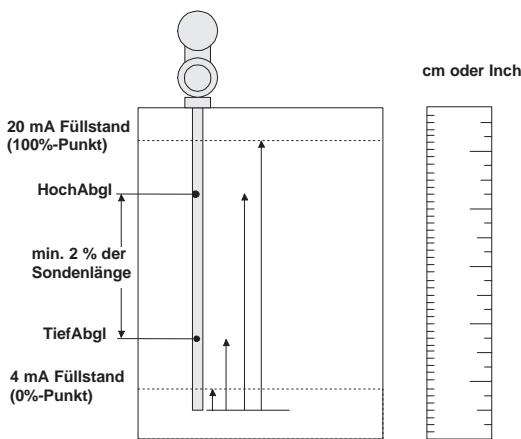 cm oder Inch
20 mA Füllstand
(100%-Punkt)
HochAbgl
min. 2 % der
Sondenlänge
TiefAbgl
4 mA Füllstand
(0%-Punkt)